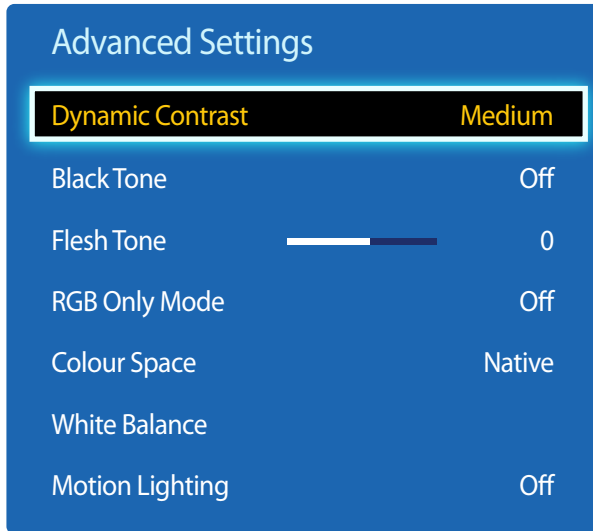 Advanced Settings
Dynamic Contrast Medium
Black Tone Off
Flesh Tone 0
RGB Only Mode Off
Colour Space Native
White Balance
Motion Lighting Off